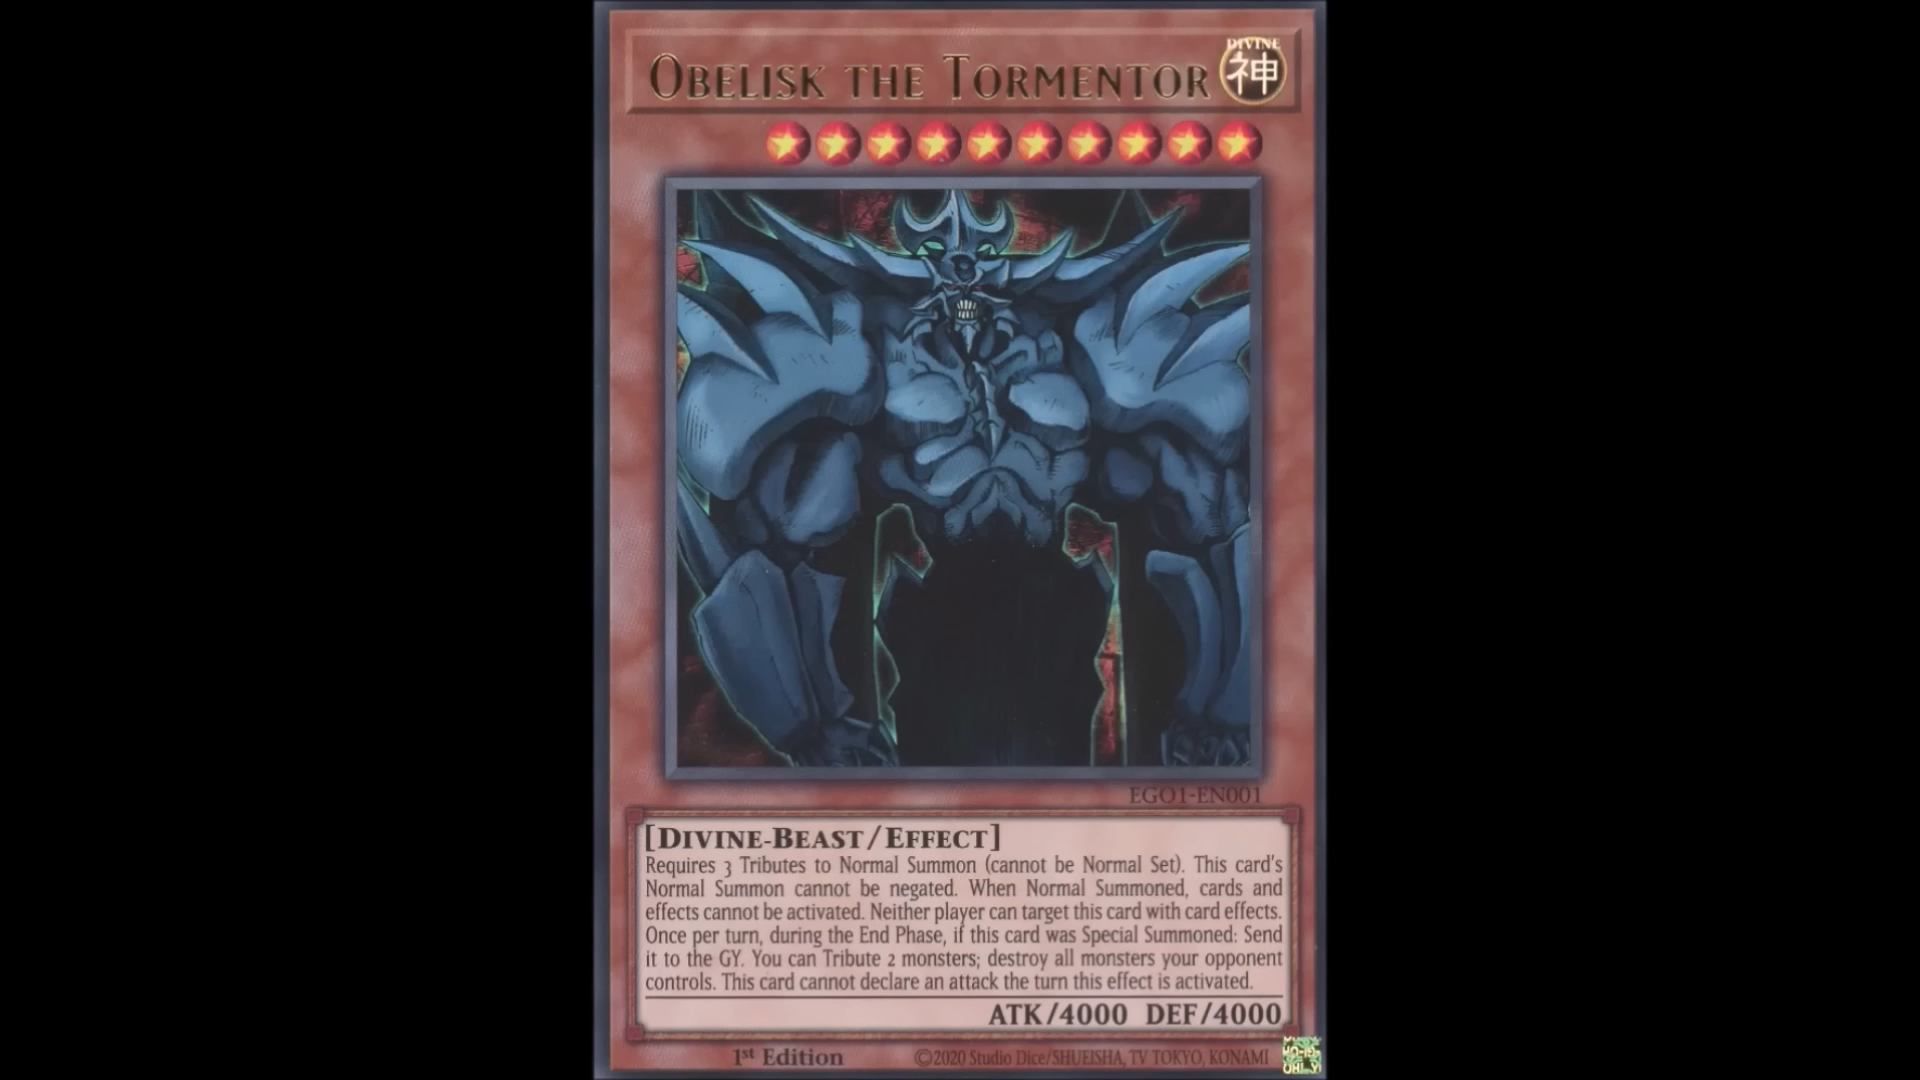 OBELISK THE TORMENTOR
DIVINE
神
EGO1-EN001
[DIVINE-BEAST/EFFECT]
Requires 3 Tributes to Normal Summon (cannot be Normal Set). This card's
Normal Summon cannot be negated. When Normal Summoned, cards and
effects cannot be activated. Neither player can target this card with card effects.
Once per turn, during the End Phase, if this card was Special Summoned: Send
it to the GY. You can Tribute 2 monsters; destroy all monsters your opponent
controls. This card cannot declare an attack the turn this effect is activated.
ATK/4000 DEF/4000
1st Edition
©2020 Studio Dice/SHUEISHA, TV TOKYO, KONAMI